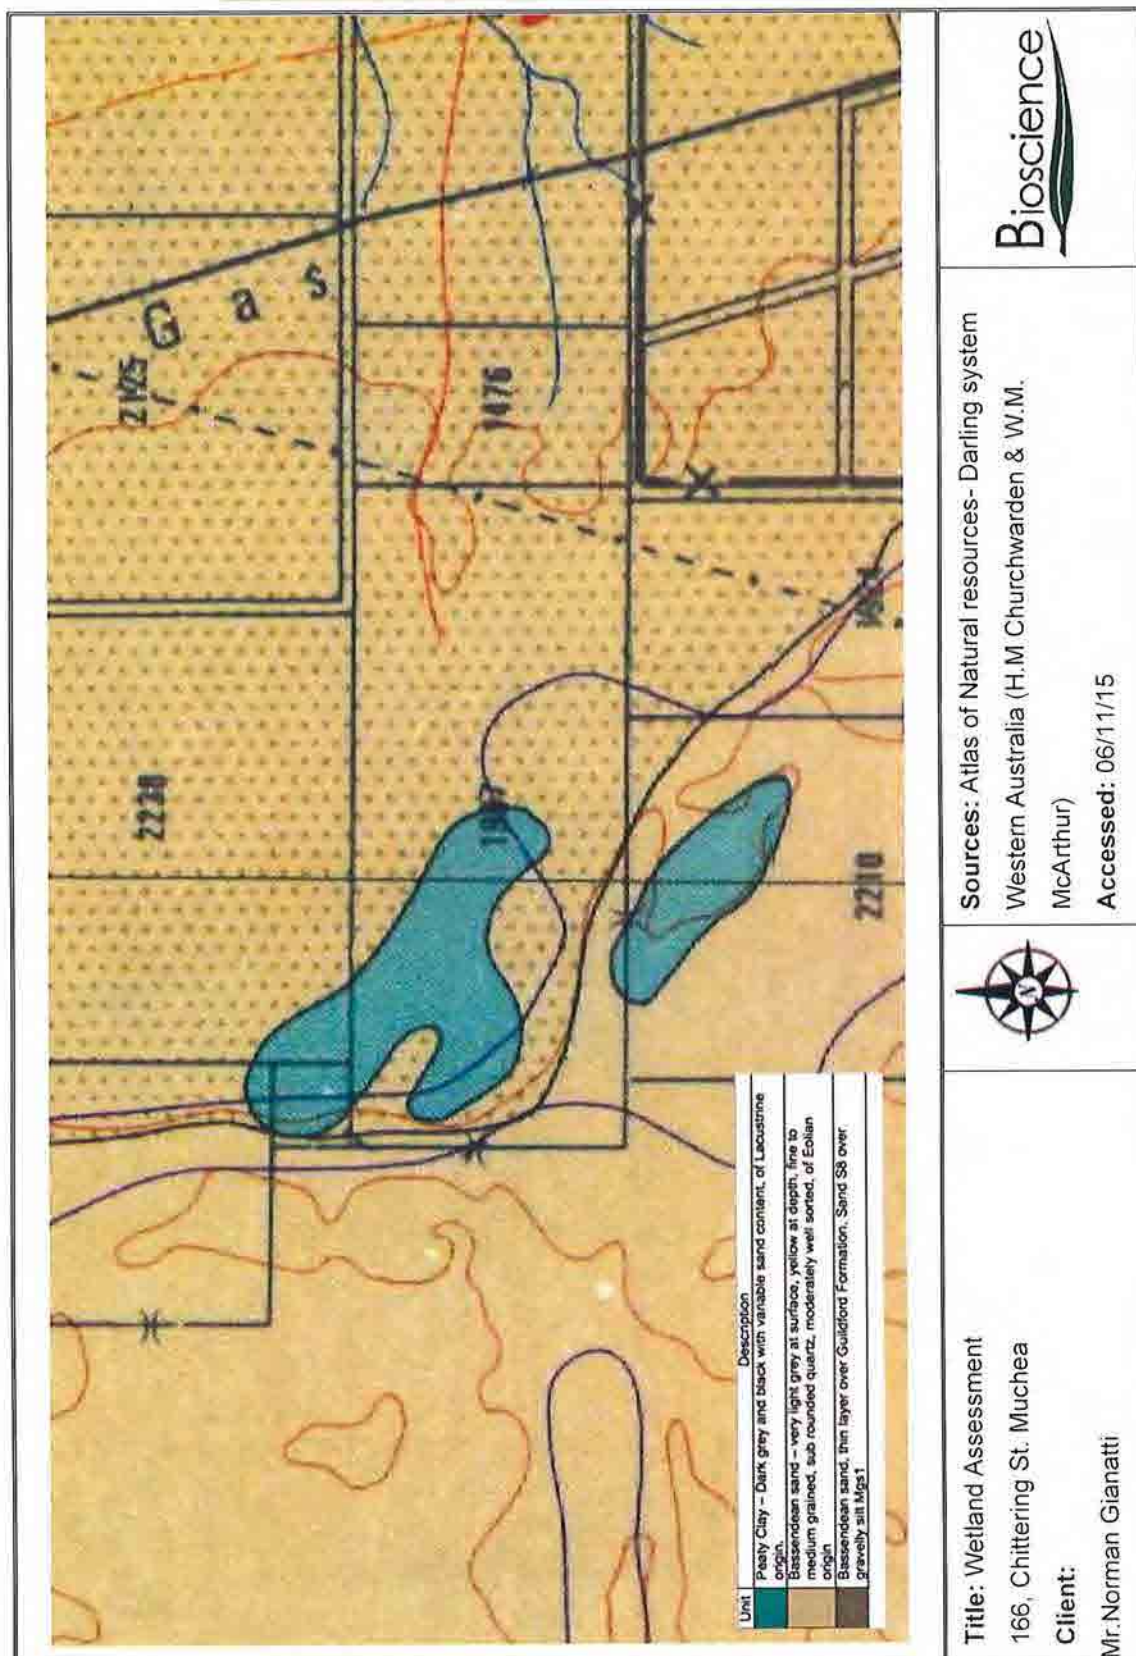 2195
G a s
1476
2238
2210
Unit
Description
Peaty Clay – Dark grey and black with variable sand content, of Lacustrine
origin.
Bassendean sand – very light grey at surface, yellow at depth, fine to
medium grained, sub rounded quartz, moderately well sorted, of Eolian
origin
Bassendean sand, thin layer over Guildford Formation, Sand S8 over
gravelly silt Mgs1
Title: Wetland Assessment
166, Chittering St. Muchea
Client:
Mr.Norman Gianatti
N
Sources: Atlas of Natural resources- Darling system
Western Australia (H.M Churchwarden & W.M.
McArthur)
Accessed: 06/11/15
Bioscience